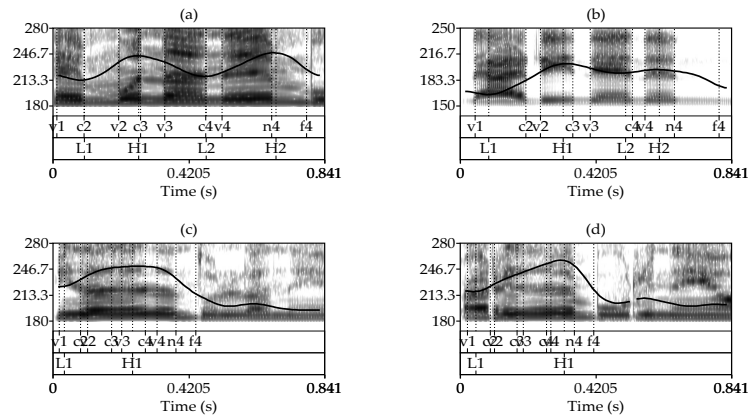 (a)
280
246.7
213.3
180
v1 c2 v2 c3 v3 c4 v4 n4 f4
L1 H1 L2 H2
0 0.4205 0.841
Time (s)
(b)
250
216.7
183.3
150
v1 c2 v2 c3 v3 c4 v4 n4 f4
L1 H1 L2 H2
0 0.4205 0.841
Time (s)
(c)
280
246.7
213.3
180
v1 c2 v2 c3 v3 c4 v4 n4 f4
L1 H1
0 0.4205 0.841
Time (s)
(d)
280
246.7
213.3
180
v1 c2 v2 c3 v3 c4 v4 n4 f4
L1 H1
0 0.4205 0.841
Time (s)